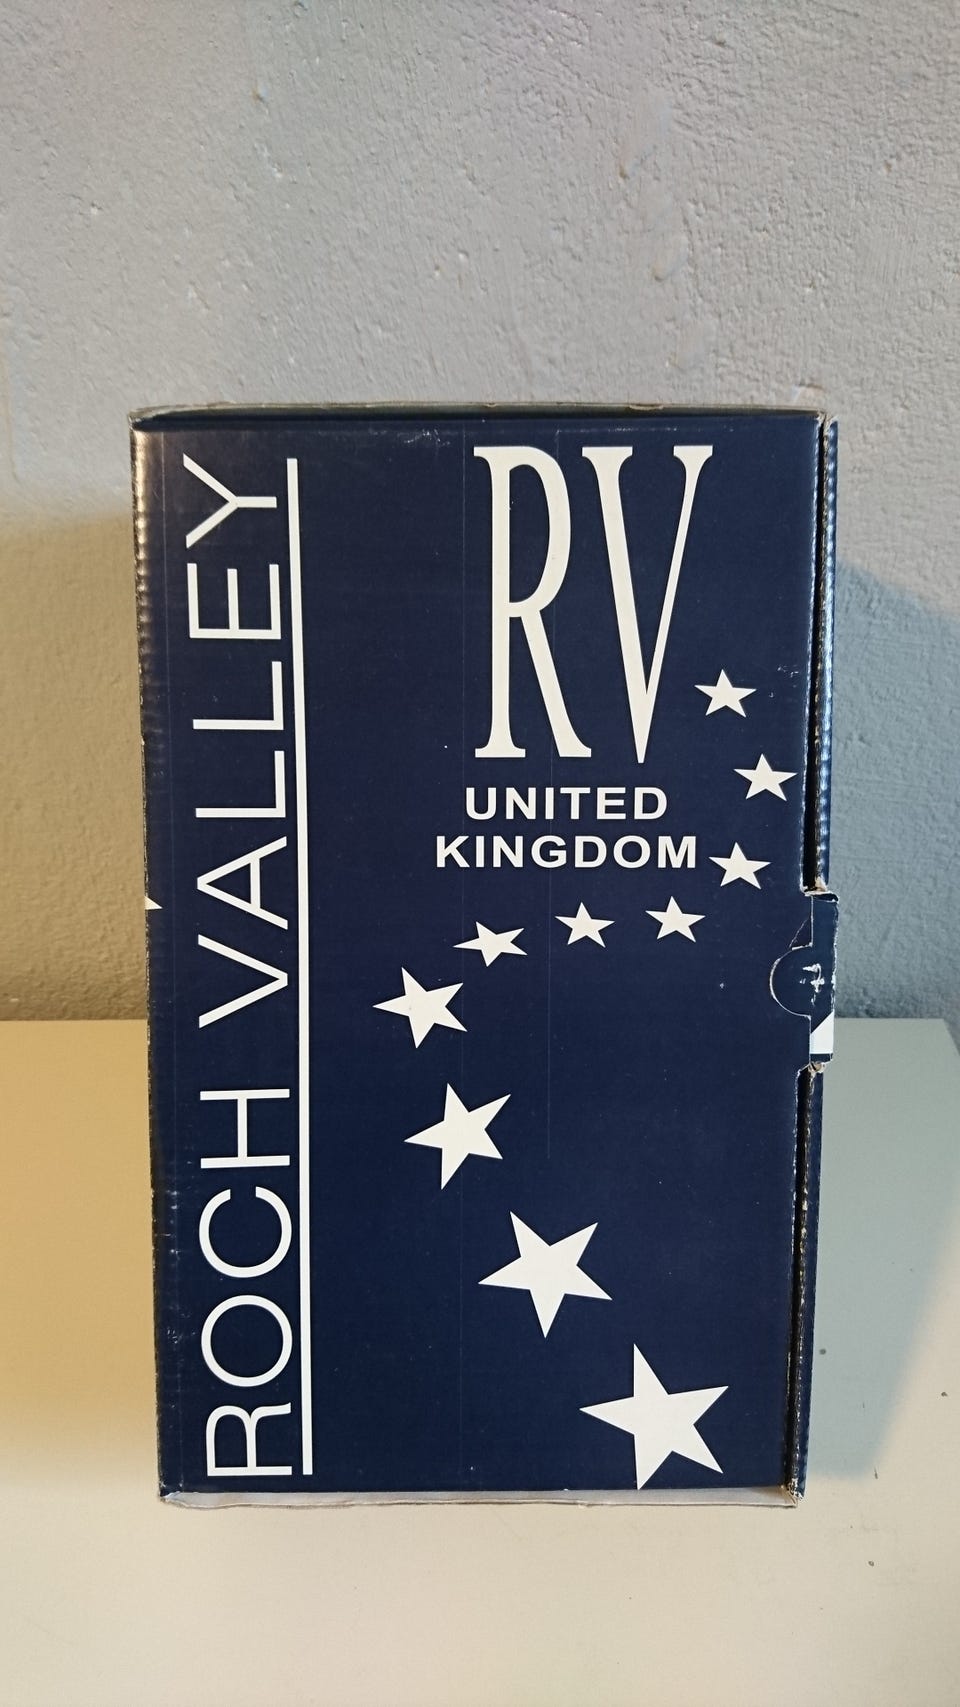 ROCH VALLEY
RV
UNITED
KINGDOM